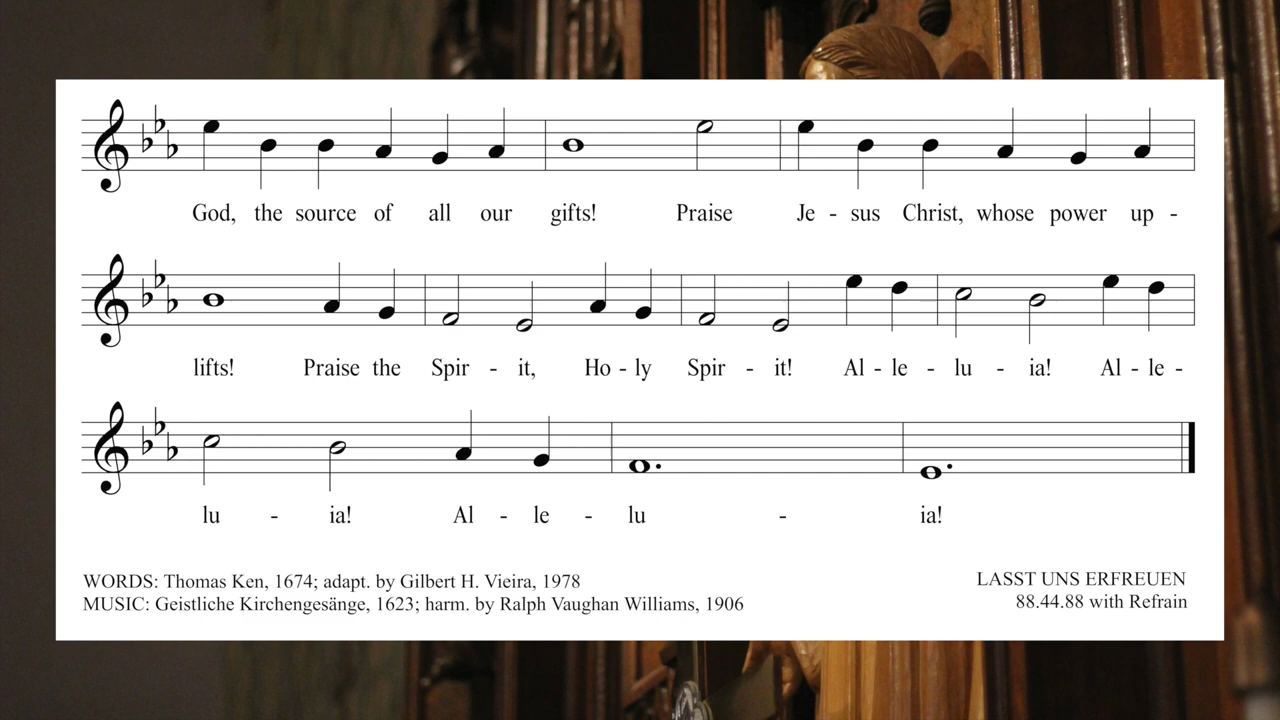 God, the source of all our gifts! Praise Je - sus Christ, whose power up -
lifts! Praise the Spir - it, Ho - ly Spir - it! Al - le - lu - ia! Al - le -
lu - ia! Al - le - lu - ia!
WORDS: Thomas Ken, 1674; adapt. by Gilbert H. Vieira, 1978
MUSIC: Geistliche Kirchengesänge, 1623; harm. by Ralph Vaughan Williams, 1906
LASST UNS ERFREUEN
88.44.88 with Refrain